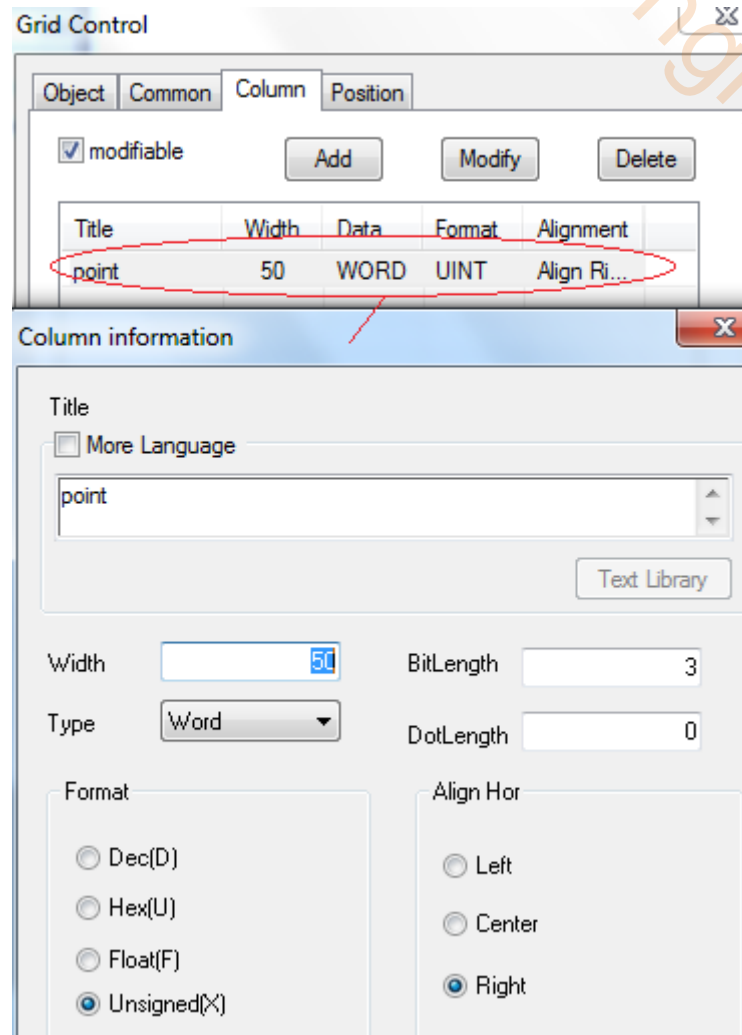 Grid Control
Object Common Column Position
modifiable Add Modify Delete
Title Width Data Format Alignment
point 50 WORD UINT Align Ri...
Column information
Title
More Language
point
Text Library
Width 50 BitLength 3
Type Word DotLength 0
Format Align Hor
Dec(D) Left
Hex(U) Center
Float(F) Right
Unsigned(X)